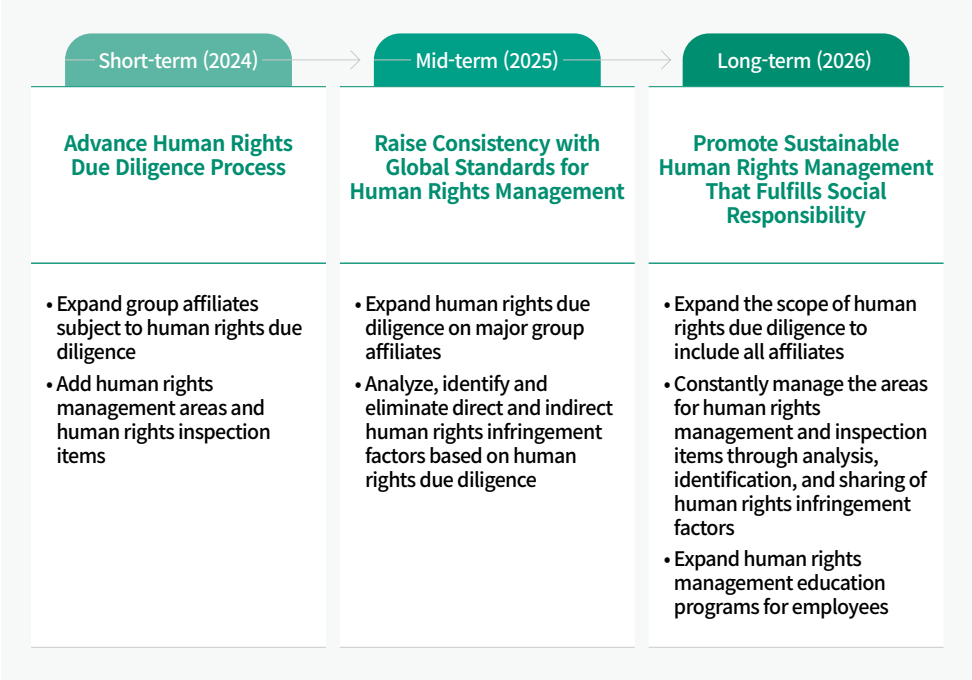 Short-term (2024)
Mid-term (2025)
Long-term (2026)
Advance Human Rights
Due Diligence Process
Raise Consistency with
Global Standards for
Human Rights Management
Promote Sustainable
Human Rights Management
That Fulfills Social
Responsibility
• Expand group affiliates
subject to human rights due
diligence
• Add human rights
management areas and
human rights inspection
items
• Expand human rights due
diligence on major group
affiliates
• Analyze, identify and
eliminate direct and indirect
human rights infringement
factors based on human
rights due diligence
• Expand the scope of human
rights due diligence to
include all affiliates
• Constantly manage the areas
for human rights
management and inspection
items through analysis,
identification, and sharing of
human rights infringement
factors
• Expand human rights
management education
programs for employees